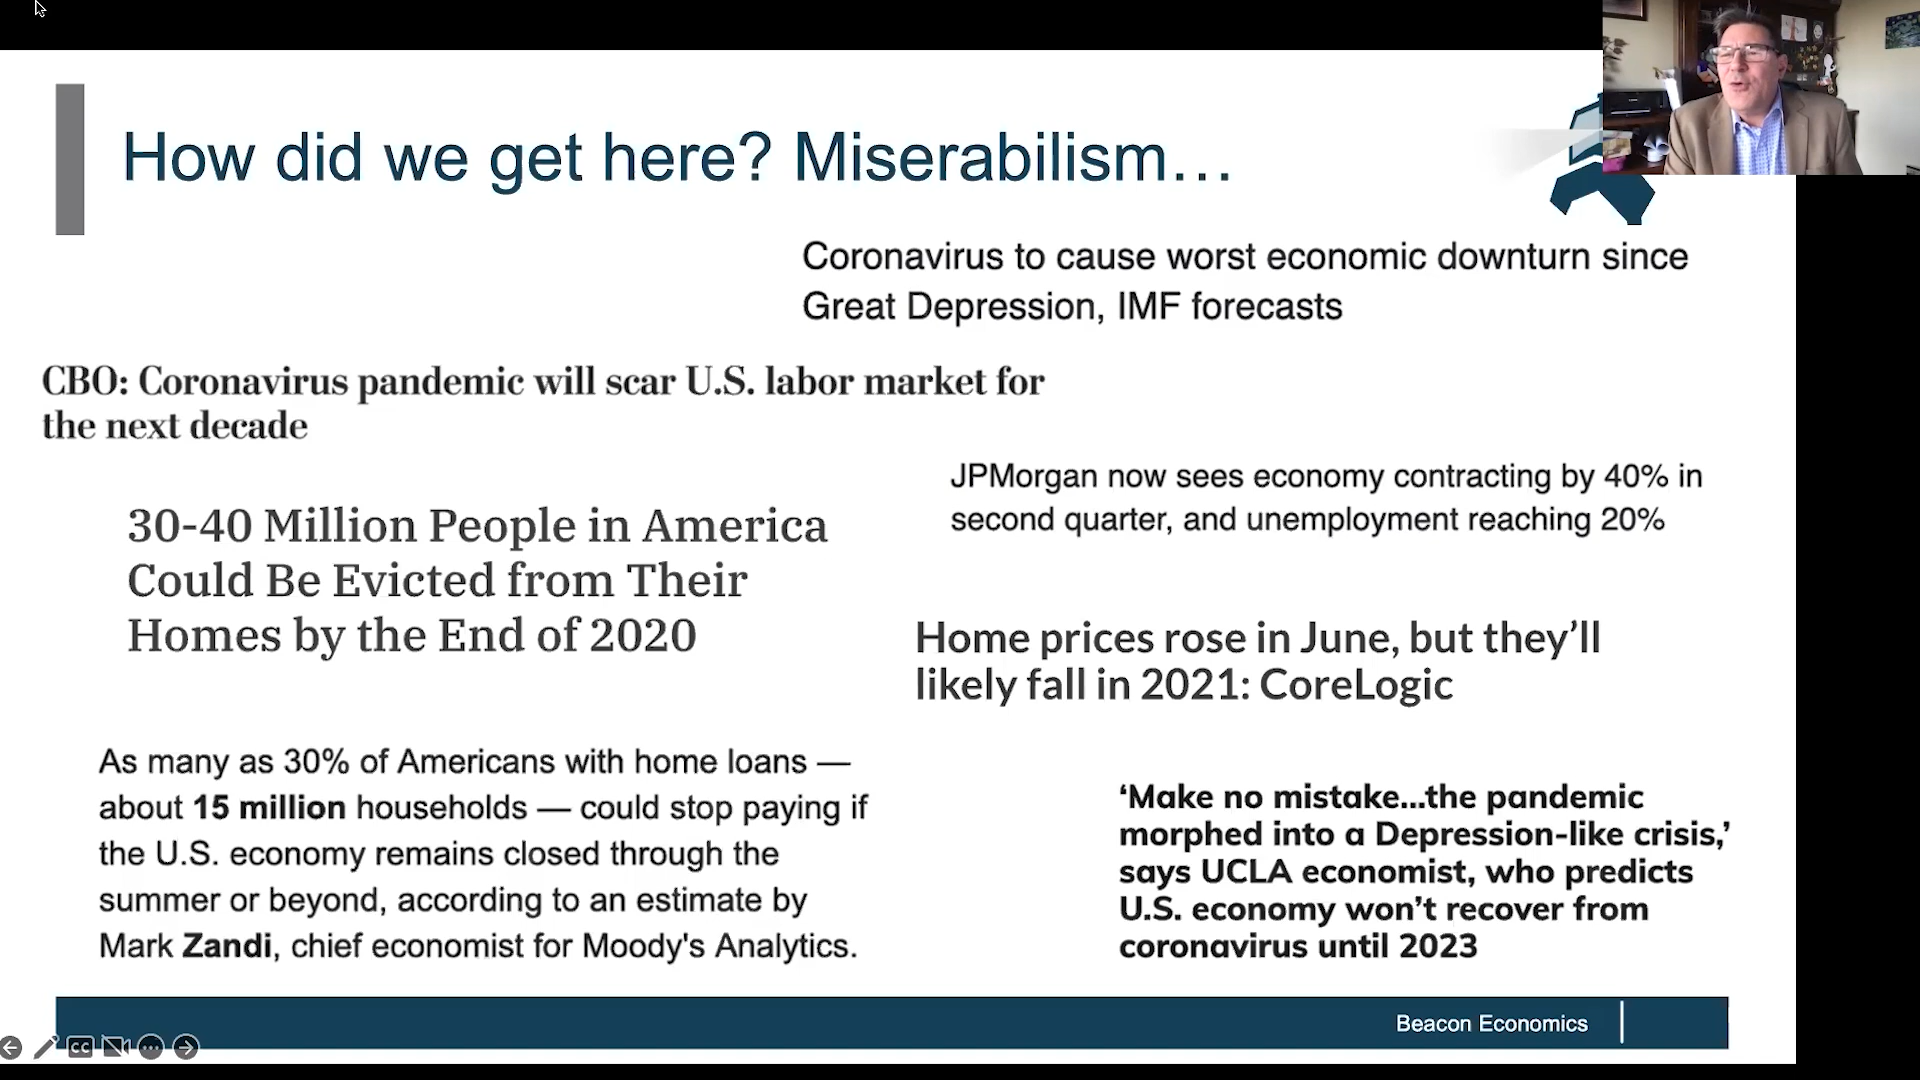 How did we get here? Miserabilism…
Coronavirus to cause worst economic downturn since
Great Depression, IMF forecasts
CBO: Coronavirus pandemic will scar U.S. labor market for
the next decade
JPMorgan now sees economy contracting by 40% in
second quarter, and unemployment reaching 20%
30-40 Million People in America
Could Be Evicted from Their
Homes by the End of 2020
Home prices rose in June, but they’ll
likely fall in 2021: CoreLogic
As many as 30% of Americans with home loans —
about 15 million households — could stop paying if
the U.S. economy remains closed through the
summer or beyond, according to an estimate by
Mark Zandi, chief economist for Moody's Analytics.
‘Make no mistake...the pandemic
morphed into a Depression-like crisis,’
says UCLA economist, who predicts
U.S. economy won’t recover from
coronavirus until 2023
Beacon Economics
CC